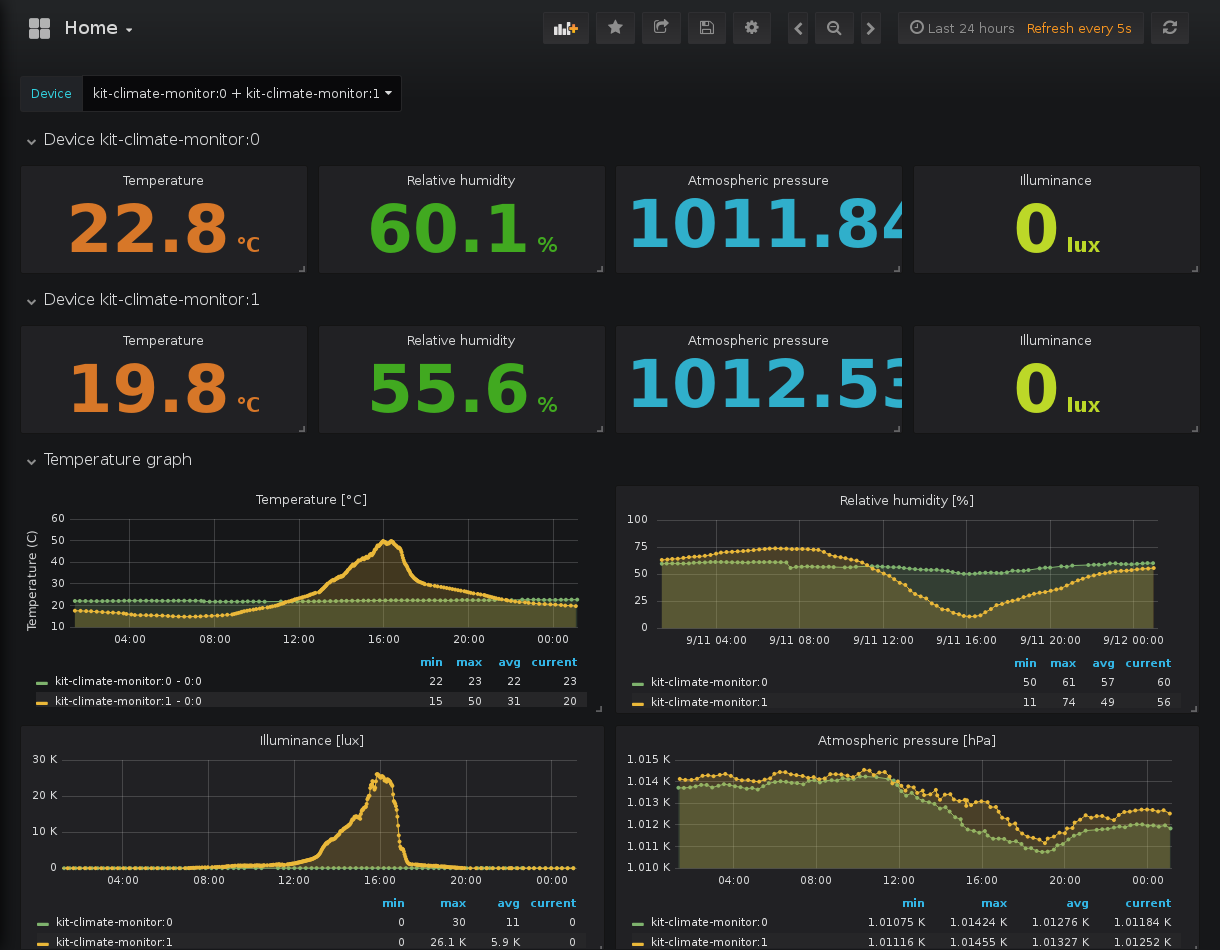 Home
Last 24 hours Refresh every 5s
Device kit-climate-monitor:0 + kit-climate-monitor:1
Device kit-climate-monitor:0
Temperature Relative humidity Atmospheric pressure Illuminance
22.8 °C 60.1 % 1011.84 0 lux
Device kit-climate-monitor:1
Temperature Relative humidity Atmospheric pressure Illuminance
19.8 °C 55.6 % 1012.53 0 lux
Temperature graph
Temperature [°C]
Temperature (C)
60
50
40
30
20
10
04:00 08:00 12:00 16:00 20:00 00:00
min max avg current
kit-climate-monitor:0 - 0:0 22 23 22 23
kit-climate-monitor:1 - 0:0 15 50 31 20
Relative humidity [%]
100
75
50
25
0
9/11 04:00 9/11 08:00 9/11 12:00 9/11 16:00 9/11 20:00 9/12 00:00
min max avg current
kit-climate-monitor:0 50 61 57 60
kit-climate-monitor:1 11 74 49 56
Illuminance [lux]
30 K
20 K
10 K
0
04:00 08:00 12:00 16:00 20:00 00:00
min max avg current
kit-climate-monitor:0 0 30 11 0
kit-climate-monitor:1 0 26.1 K 5.9 K 0
Atmospheric pressure [hPa]
1.015 K
1.014 K
1.013 K
1.012 K
1.011 K
1.010 K
04:00 08:00 12:00 16:00 20:00 00:00
min max avg current
kit-climate-monitor:0 1.01075 K 1.01424 K 1.01276 K 1.01184 K
kit-climate-monitor:1 1.01116 K 1.01455 K 1.01327 K 1.01252 K